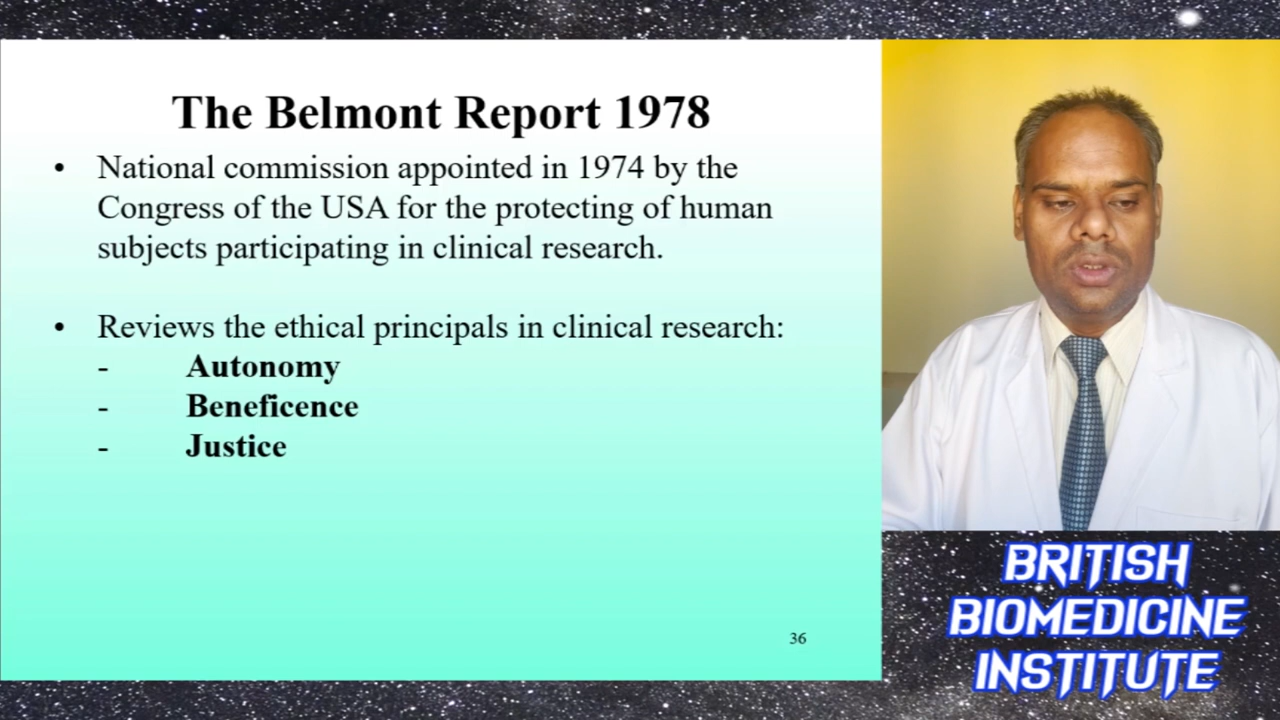 The Belmont Report 1978
• National commission appointed in 1974 by the
Congress of the USA for the protecting of human
subjects participating in clinical research.
• Reviews the ethical principals in clinical research:
- Autonomy
- Beneficence
- Justice
36
BRITISH
BIOMEDICINE
INSTITUTE